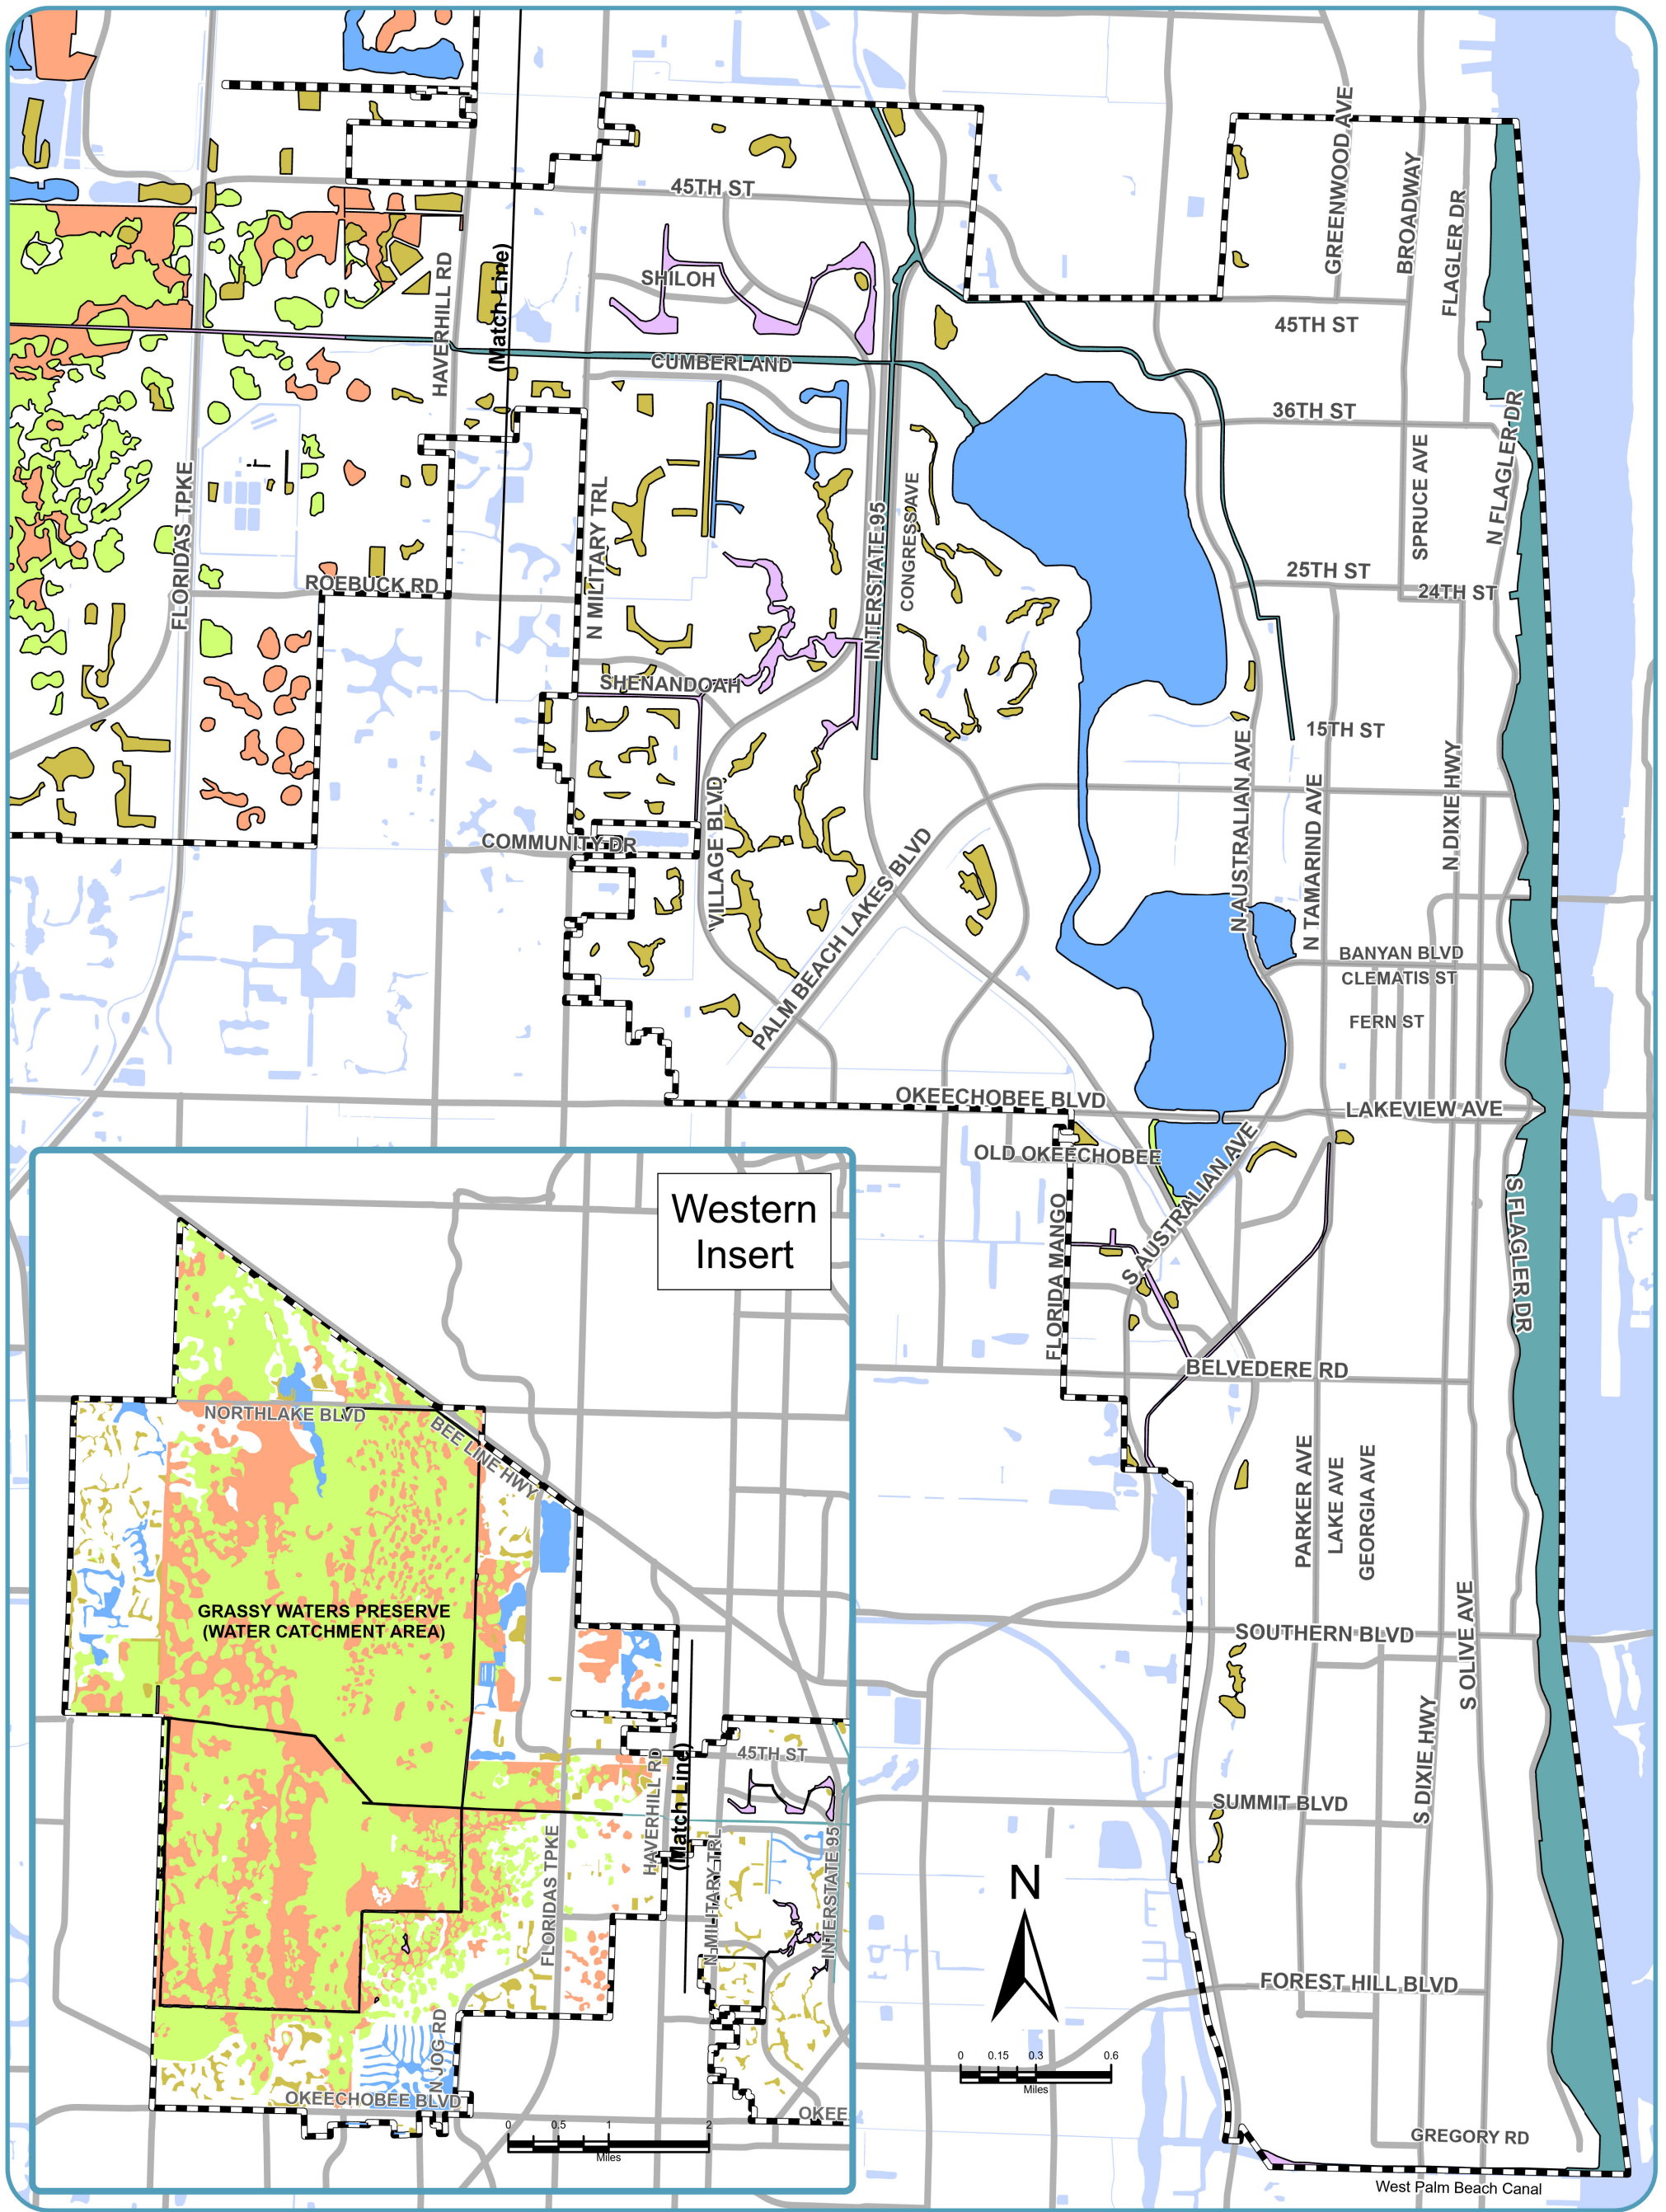 GREENWOOD AVE
BROADWAY
FLAGLER DR
45TH ST
SHILOH
HAVERHILL RD
(Match Line)
45TH ST
CUMBERLAND
36TH ST
N FLAGLER DR
SPRUCE AVE
FLORIDAS TPKE
N MILITARY TRL
INTERSTATE 95
CONGRESS AVE
ROEBUCK RD
25TH ST
24TH ST
SHENANDOAH
15TH ST
N AUSTRALIAN AVE
N TAMARIND AVE
N DIXIE HWY
VILLAGE BLVD
COMMUNITY DR
PALM BEACH LAKES BLVD
BANYAN BLVD
CLEMATIS ST
FERN ST
OKEECHOBEE BLVD
LAKEVIEW AVE
OLD OKEECHOBEE
S AUSTRALIAN AVE
FLORIDA MANGO
S FLAGLER DR
BELVEDERE RD
PARKER AVE
LAKE AVE
GEORGIA AVE
S OLIVE AVE
SOUTHERN BLVD
S DIXIE HWY
SUMMIT BLVD
N
FOREST HILL BLVD
0 0.15 0.3 0.6
Miles
GREGORY RD
West Palm Beach Canal
Western
Insert
NORTHLAKE BLVD
BEE LINE HWY
GRASSY WATERS PRESERVE
(WATER CATCHMENT AREA)
45TH ST
HAVERHILL RD
(Match Line)
N MILITARY TRL
INTERSTATE 95
FLORIDAS TPKE
N JOG RD
OKEECHOBEE BLVD
OKEE
0 0.5 1 2
Miles